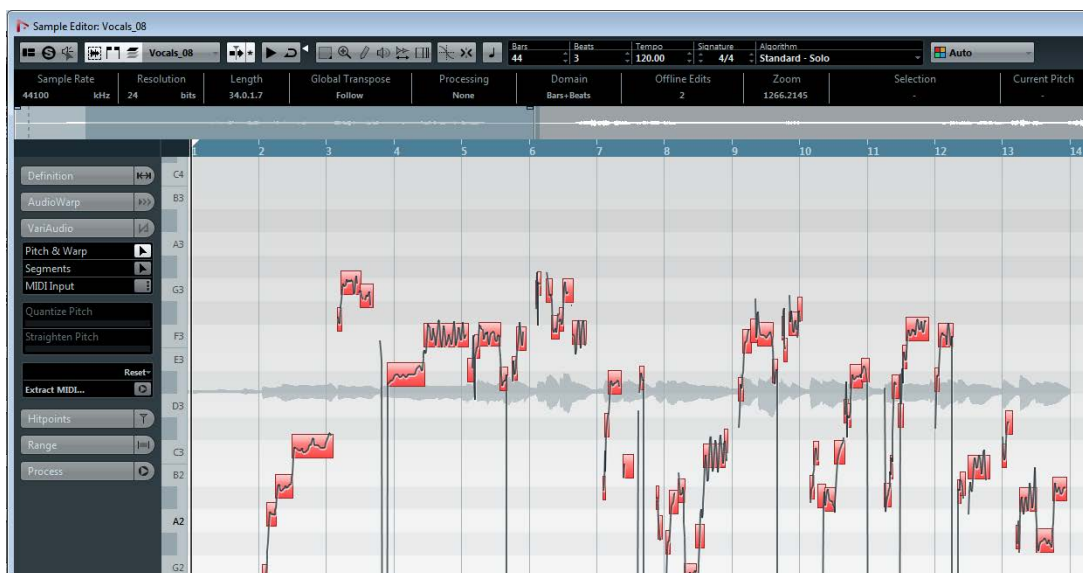 Sample Editor: Vocals_08
Vocals_08
Bars Beats Tempo Signature Algorithm
44 3 120.00 4/4 Standard - Solo
Auto
Sample Rate Resolution Length Global Transpose Processing Domain Offline Edits Zoom Selection Current Pitch
44100 kHz 24 bits 34.0.1.7 Follow None Bars+Beats 2 1266.2145 - -
1 2 3 4 5 6 7 8 9 10 11 12 13 14
Definition
AudioWarp
VariAudio
Pitch & Warp
Segments
MIDI Input
Quantize Pitch
Straighten Pitch
Reset
Extract MIDI...
Hitpoints
Range
Process
C4
B3
A3
G3
F3
E3
D3
C3
B2
A2
G2